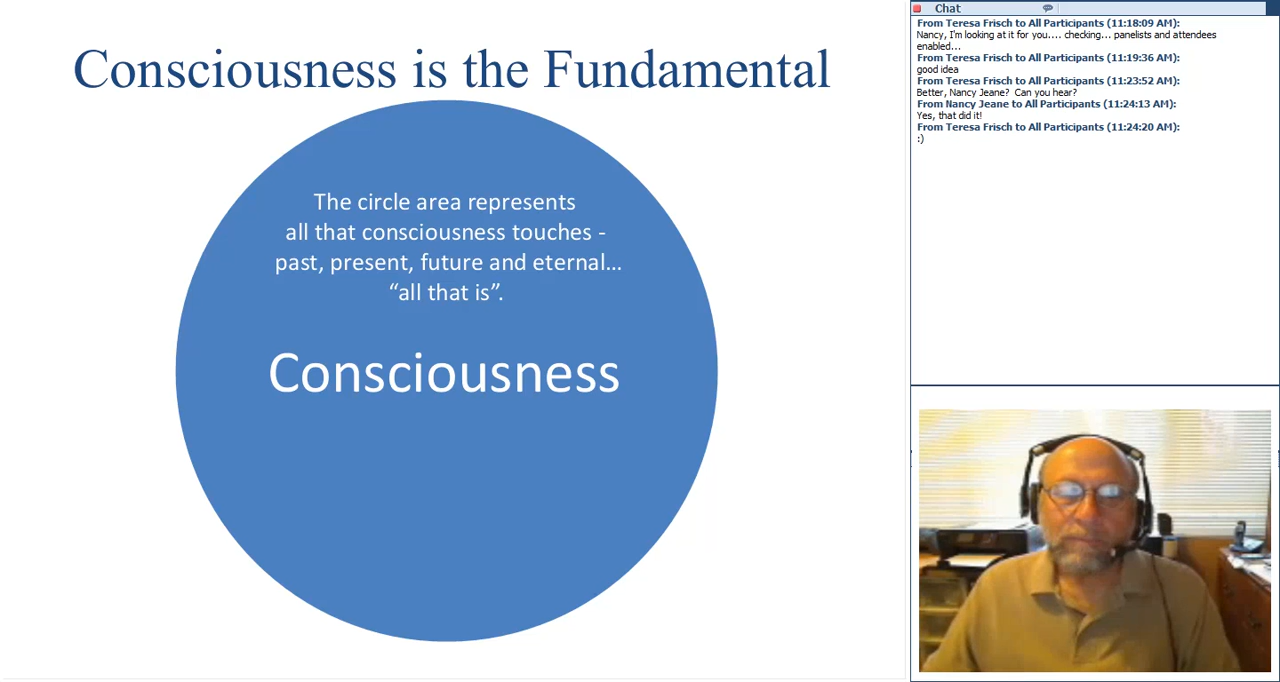 Consciousness is the Fundamental
The circle area represents
all that consciousness touches -
past, present, future and eternal…
“all that is”.
Consciousness
Chat
From Teresa Frisch to All Participants (11:18:09 AM):
Nancy, I'm looking at it for you.... checking... panelists and attendees
enabled...
From Teresa Frisch to All Participants (11:19:36 AM):
good idea
From Teresa Frisch to All Participants (11:23:52 AM):
Better, Nancy Jeane?  Can you hear?
From Nancy Jeane to All Participants (11:24:13 AM):
Yes, that did it!
From Teresa Frisch to All Participants (11:24:20 AM):
:)